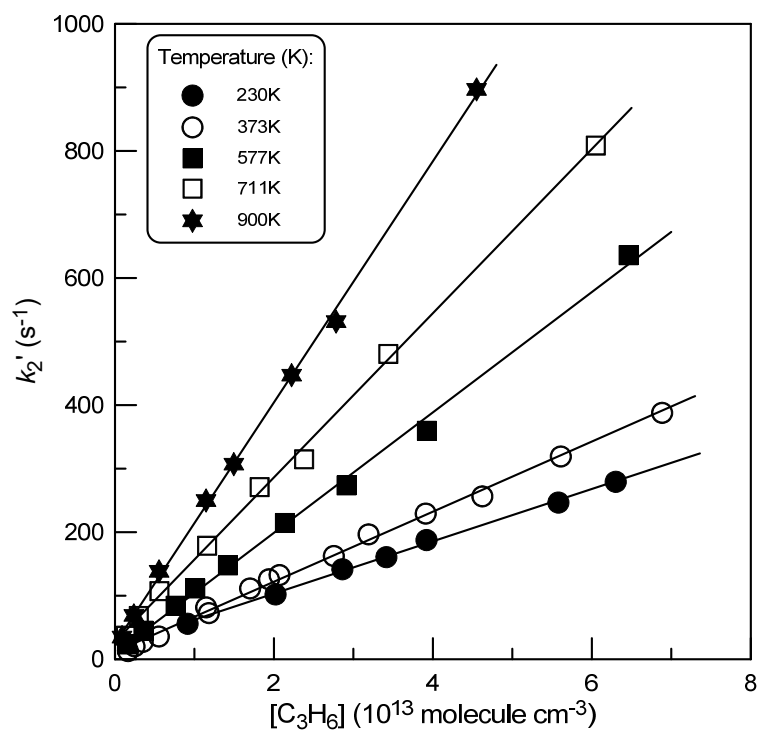 1000
800
600
400
200
0
k₂' (s⁻¹)
Temperature (K):
230K
373K
577K
711K
900K
0 2 4 6 8
[C₃H₆] (10¹³ molecule cm⁻³)